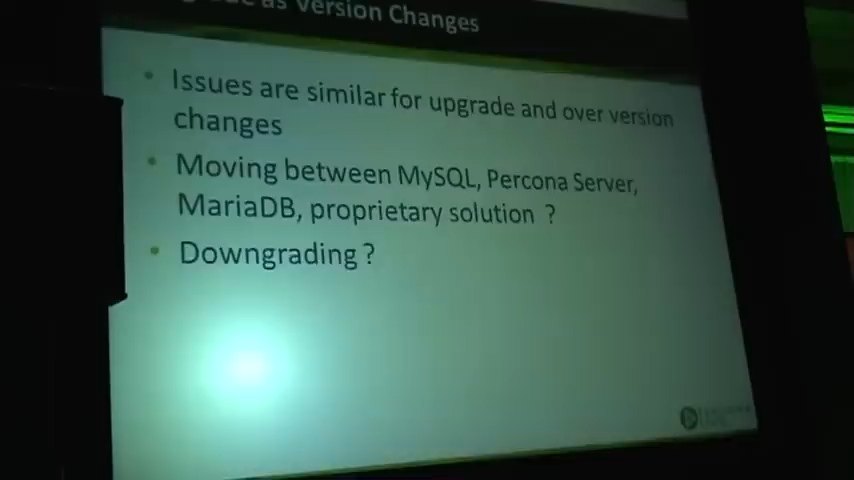 as Version Changes
Issues are similar for upgrade and over version
changes
Moving between MySQL, Percona Server,
MariaDB, proprietary solution ?
Downgrading ?